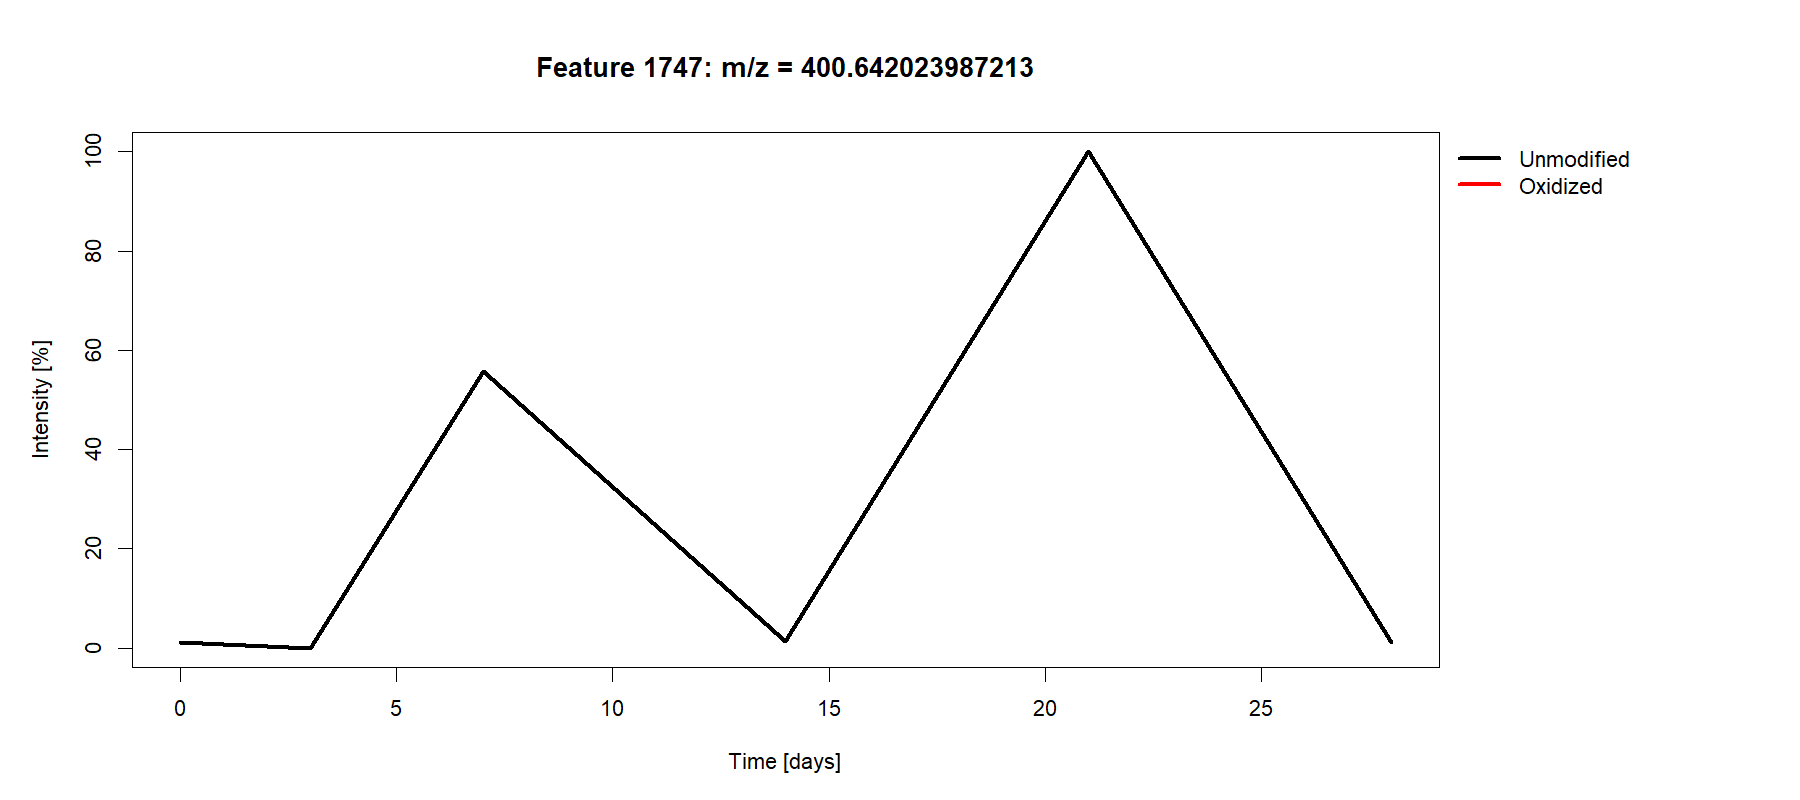 Feature 1747: m/z = 400.642023987213
Unmodified
Oxidized
100
80
60
40
20
0
Intensity [%]
0 5 10 15 20 25
Time [days]